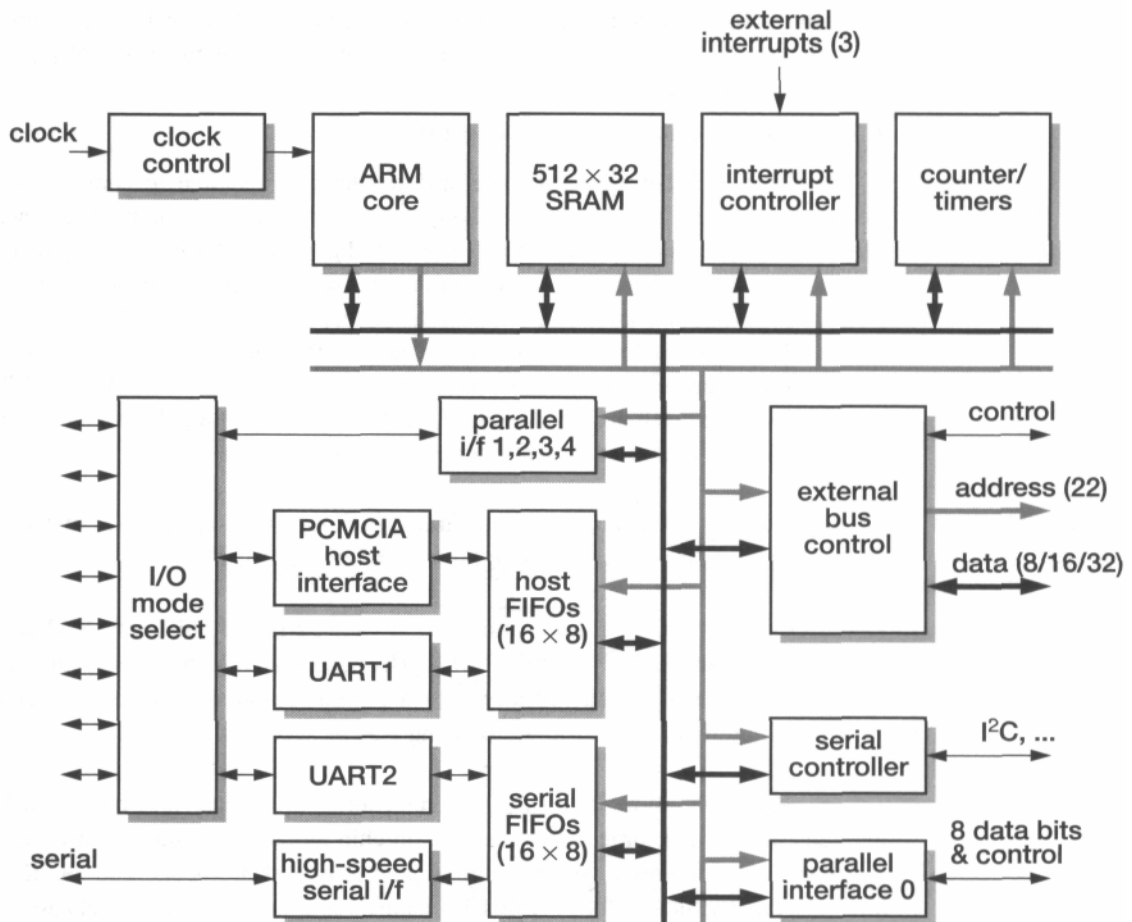 external
interrupts (3)
clock
clock
control
ARM
core
512 × 32
SRAM
interrupt
controller
counter/
timers
parallel
i/f 1,2,3,4
control
address (22)
data (8/16/32)
external
bus
control
PCMCIA
host
interface
host
FIFOs
(16 × 8)
I/O
mode
select
UART1
UART2
serial
FIFOs
(16 × 8)
serial
controller
I²C, ...
serial
high-speed
serial i/f
parallel
interface 0
8 data bits
& control